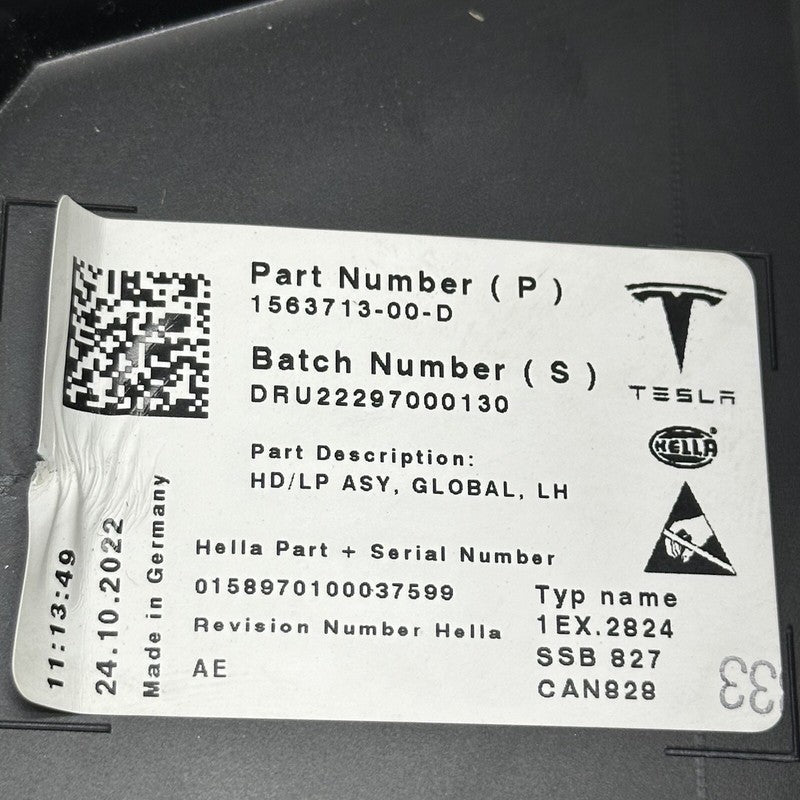 Part Number ( P )
1563713-00-D
Batch Number ( S )
DRU22297000130
Part Description:
HD/LP ASY, GLOBAL, LH
Hella Part + Serial Number
0158970100037599
Revision Number Hella
AE
Typ name
1EX.2824
SSB 827
CAN828
TESLA
HELLA
11:13:49
24.10.2022
Made in Germany
33